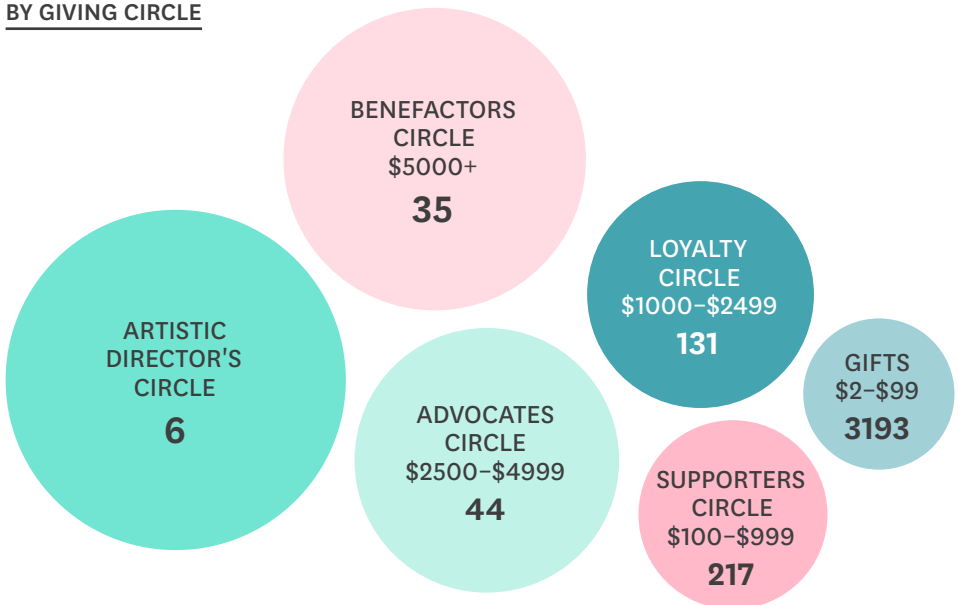 BY GIVING CIRCLE
BENEFACTORS
CIRCLE
$5000+
35
ARTISTIC
DIRECTOR'S
CIRCLE
6
ADVOCATES
CIRCLE
$2500–$4999
44
LOYALTY
CIRCLE
$1000–$2499
131
SUPPORTERS
CIRCLE
$100–$999
217
GIFTS
$2–$99
3193